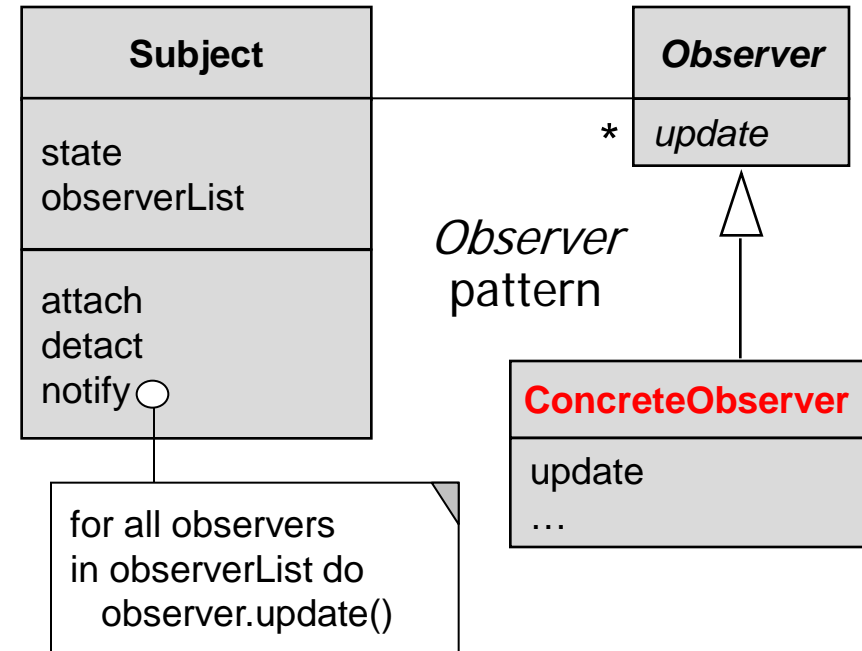 Subject
state
observerList
attach
detact
notify
for all observers
in observerList do
observer.update()
Observer
*
update
Observer
pattern
ConcreteObserver
update
…